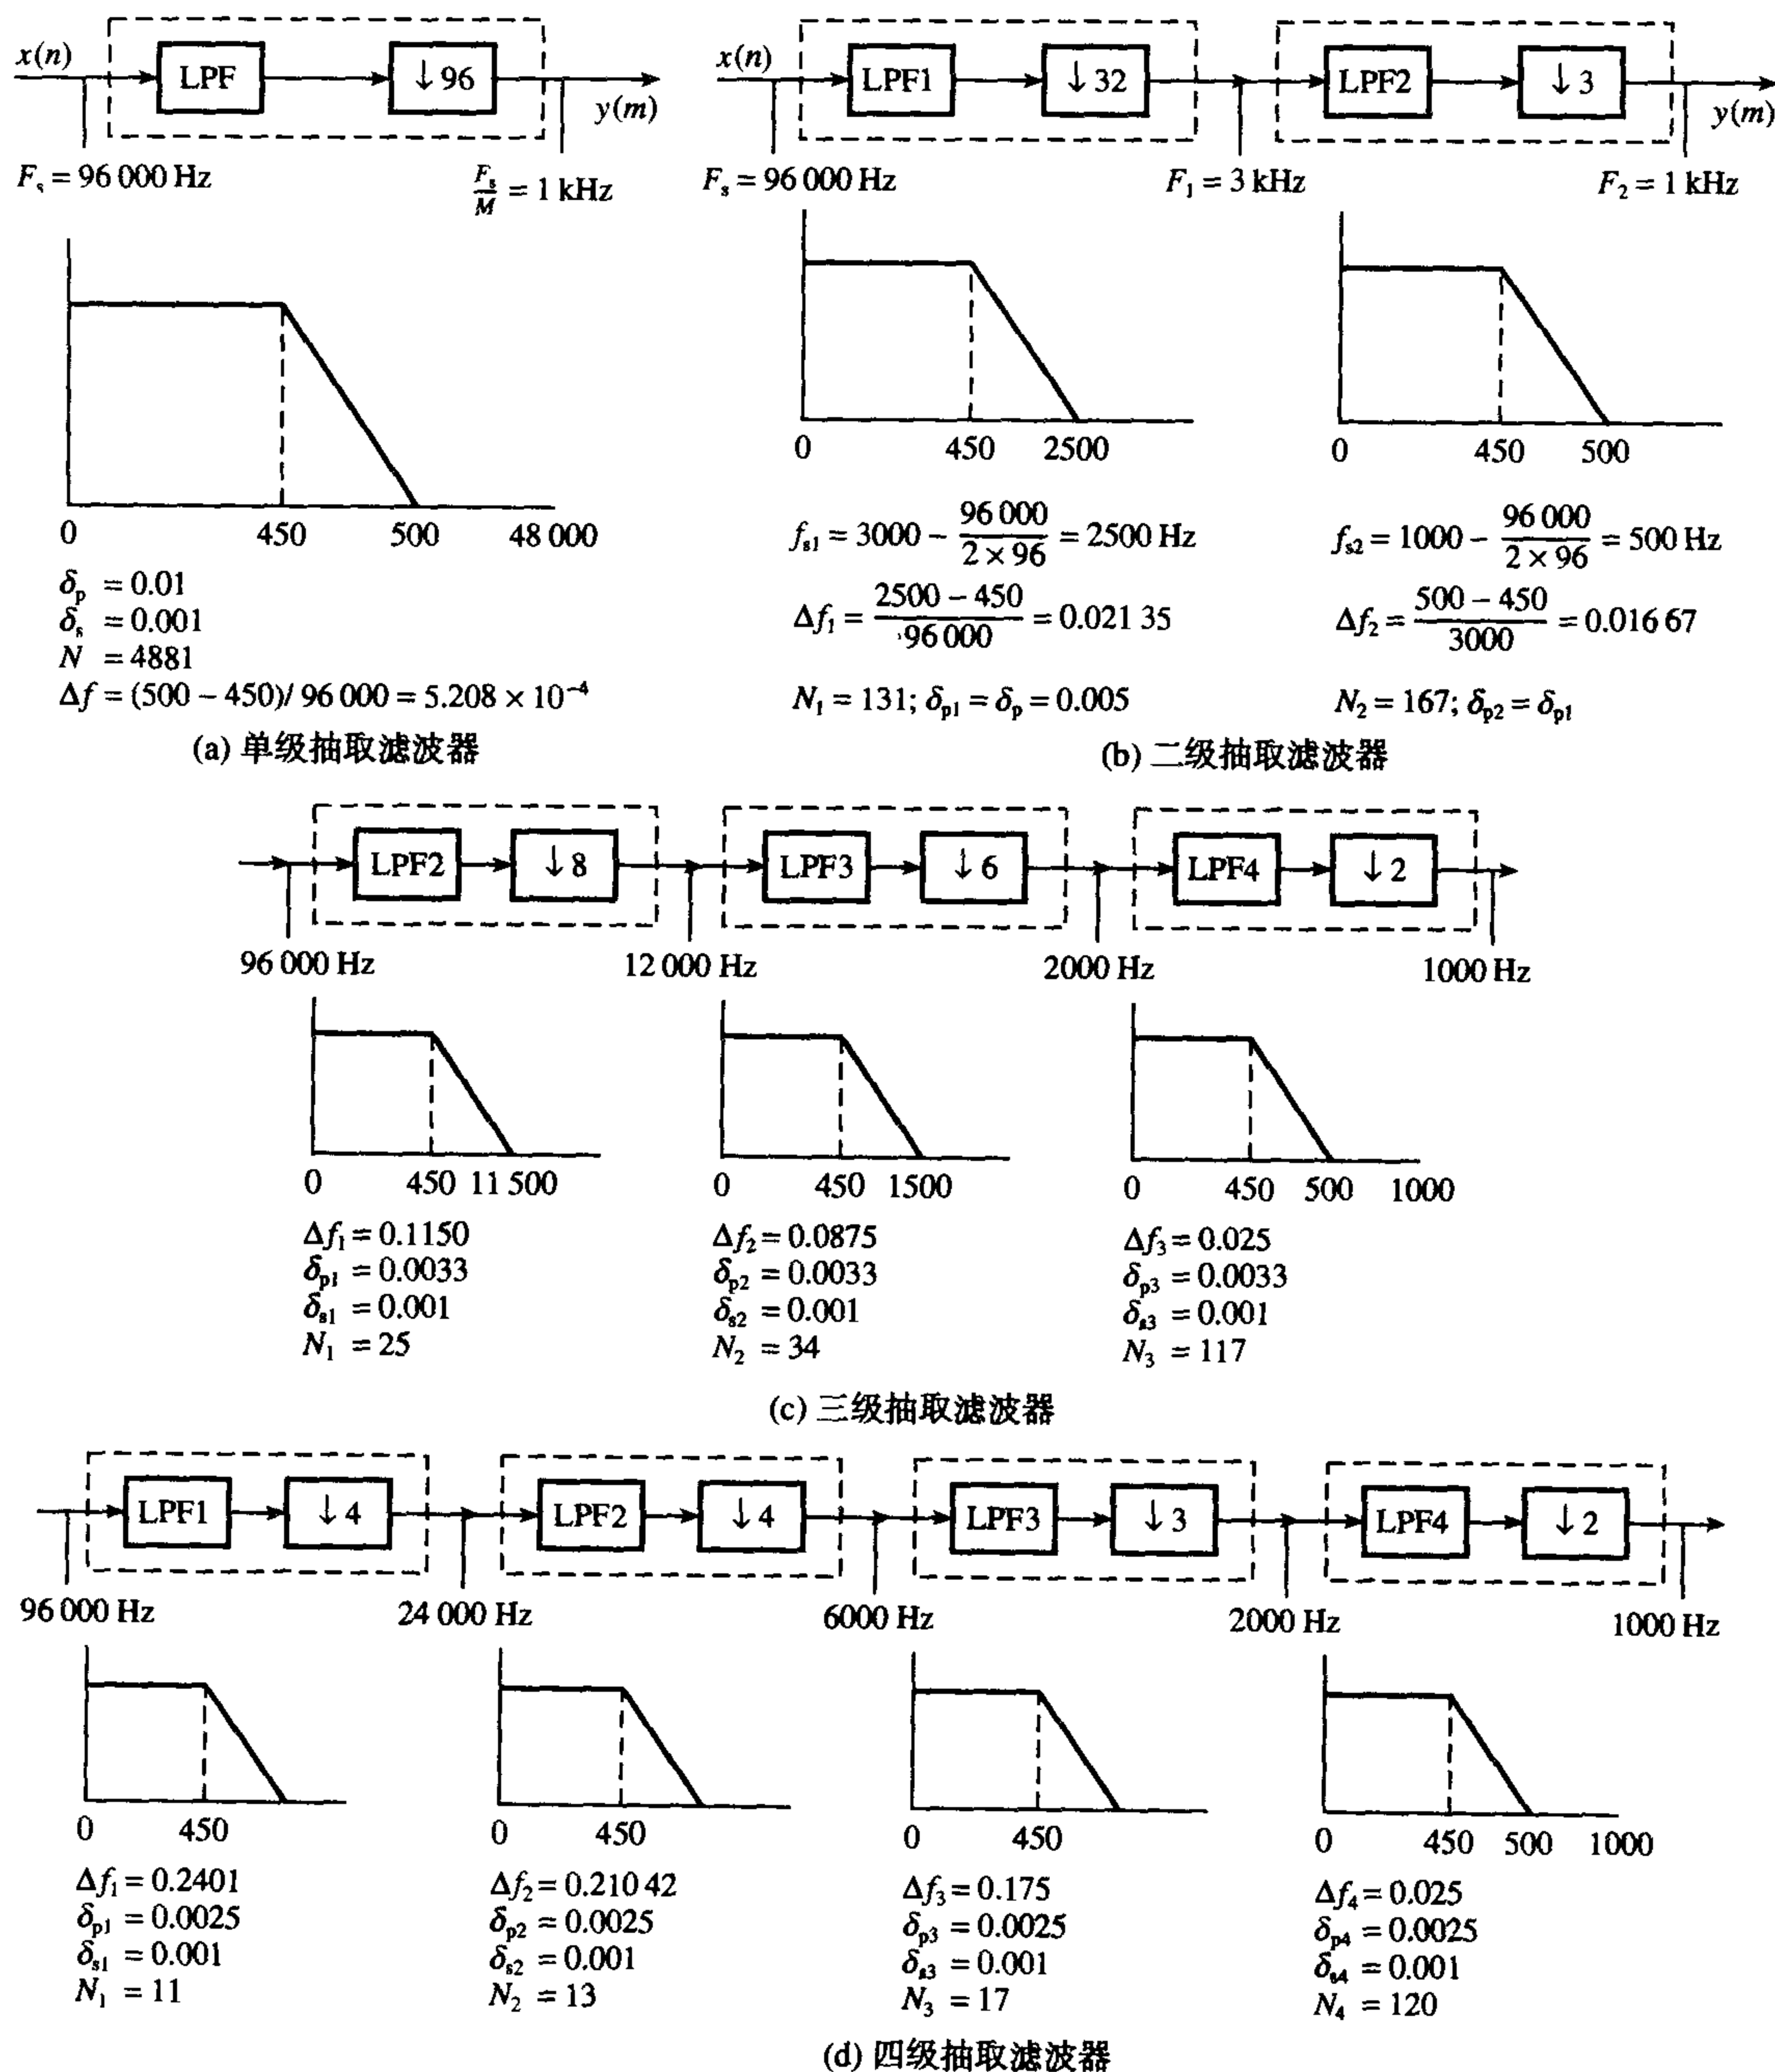 x(n) LPF ↓96 y(m)
F_s = 96 000 Hz F_s/M = 1 kHz
0 450 500 48 000
δ_p = 0.01
δ_s = 0.001
N = 4881
Δf = (500 − 450)/ 96 000 = 5.208 × 10⁻⁴
(a) 单级抽取滤波器
x(n) LPF1 ↓32 LPF2 ↓3 y(m)
F_s = 96 000 Hz F_1 = 3 kHz F_2 = 1 kHz
0 450 2500
f_s1 = 3000 − 96 000/(2 × 96) = 2500 Hz
Δf_1 = (2500 − 450)/96 000 = 0.021 35
N_1 = 131; δ_p1 = δ_p = 0.005
0 450 500
f_s2 = 1000 − 96 000/(2 × 96) = 500 Hz
Δf_2 = (500 − 450)/3000 = 0.016 67
N_2 = 167; δ_p2 = δ_p1
(b) 二级抽取滤波器
LPF2 ↓8 LPF3 ↓6 LPF4 ↓2
96 000 Hz 12 000 Hz 2000 Hz 1000 Hz
0 450 11 500
Δf_1 = 0.1150
δ_p1 = 0.0033
δ_s1 = 0.001
N_1 = 25
0 450 1500
Δf_2 = 0.0875
δ_p2 = 0.0033
δ_s2 = 0.001
N_2 = 34
0 450 500 1000
Δf_3 = 0.025
δ_p3 = 0.0033
δ_s3 = 0.001
N_3 = 117
(c) 三级抽取滤波器
LPF1 ↓4 LPF2 ↓4 LPF3 ↓3 LPF4 ↓2
96 000 Hz 24 000 Hz 6000 Hz 2000 Hz 1000 Hz
0 450
Δf_1 = 0.2401
δ_p1 = 0.0025
δ_s1 = 0.001
N_1 = 11
0 450
Δf_2 = 0.210 42
δ_p2 = 0.0025
δ_s2 = 0.001
N_2 = 13
0 450
Δf_3 = 0.175
δ_p3 = 0.0025
δ_s3 = 0.001
N_3 = 17
0 450 500 1000
Δf_4 = 0.025
δ_p4 = 0.0025
δ_s4 = 0.001
N_4 = 120
(d) 四级抽取滤波器